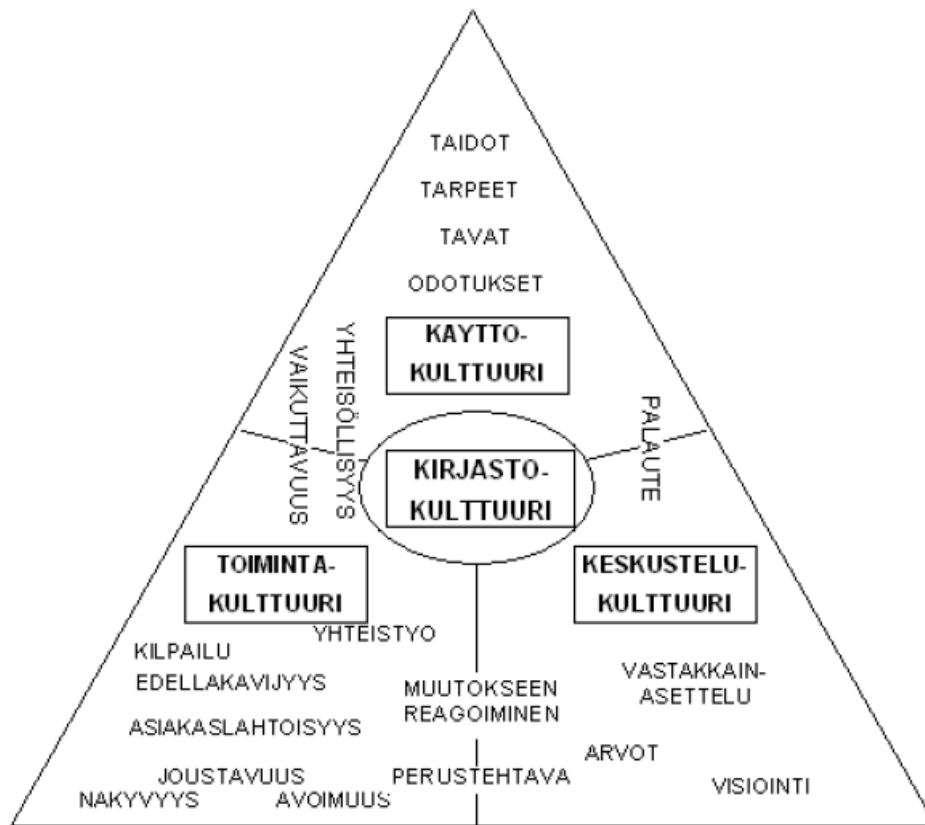 TAIDOT
TARPEET
TAVAT
ODOTUKSET
KAYTTO-
KULTTUURI
VAIKUTTAVUUS
YHTEISÖLLISYYS
PALAUTE
KIRJASTO-
KULTTUURI
TOIMINTA-
KULTTUURI
KESKUSTELU-
KULTTUURI
YHTEISTYO
KILPAILU
EDELLAKAVIJYYS
ASIAKASLAHTOISYYS
JOUSTAVUUS
NAKYVYYS
AVOIMUUS
MUUTOKSEEN
REAGOIMINEN
PERUSTEHTAVA
VASTAKKAIN-
ASETTELU
ARVOT
VISIOINTI